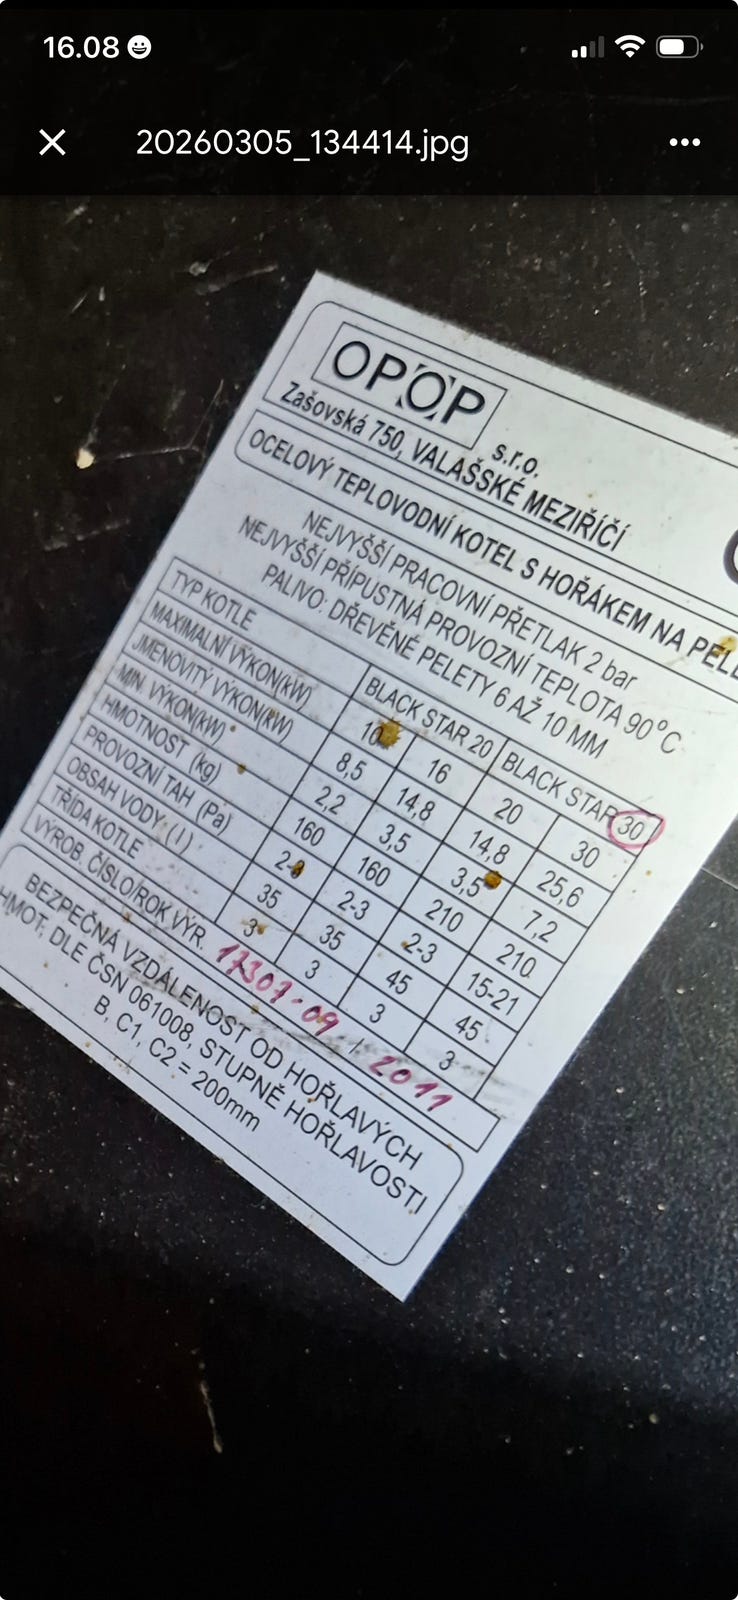 16.08
20260305_134414.jpg
OPOP s.r.o.
Zašovská 750, VALAŠSKÉ MEZIŘÍČÍ
OCELOVÝ TEPLOVODNÍ KOTEL S HOŘÁKEM NA PELE
NEJVYŠŠÍ PRACOVNÍ PŘETLAK 2 bar
NEJVYŠŠÍ PŘÍPUSTNÁ PROVOZNÍ TEPLOTA 90°C
PALIVO: DŘEVĚNÉ PELETY 6 AŽ 10 MM
TYP KOTLE BLACK STAR 20 BLACK STAR 30
MAXIMALNÍ VÝKON(kW) 10 16 20 30
JMENOVITÝ VÝKON(kW) 8,5 14,8 14,8 25,6
MIN. VÝKON(kW) 2,2 3,5 3,5 7,2
HMOTNOST (kg) 160 160 210 210
PROVOZNÍ TAH (Pa) 2-3 2-3 15-21
OBSAH VODY ( l ) 35 35 45 45
TŘÍDA KOTLE 3 3 3 3
VÝROB. ČÍSLO/ROK VÝR. 17307-09 / 2011
BEZPEČNÁ VZDÁLENOST OD HOŘLAVÝCH
HMOT, DLE ČSN 061008, STUPNĚ HOŘLAVOSTI
B, C1, C2 = 200mm